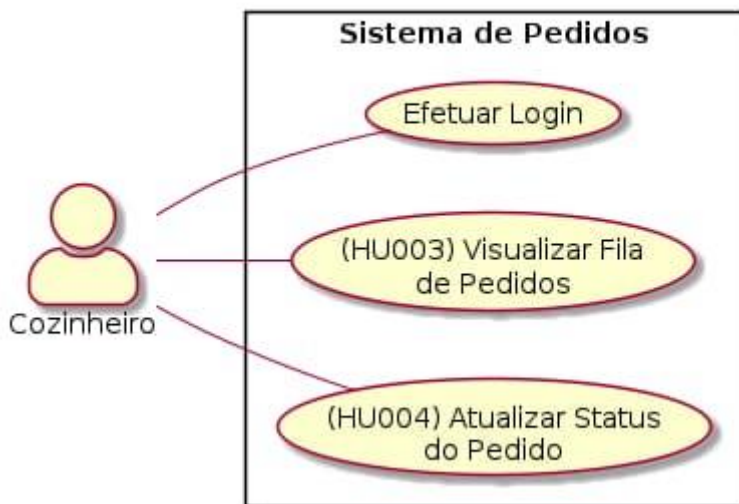 Sistema de Pedidos
Efetuar Login
(HU003) Visualizar Fila
de Pedidos
Cozinheiro
(HU004) Atualizar Status
do Pedido